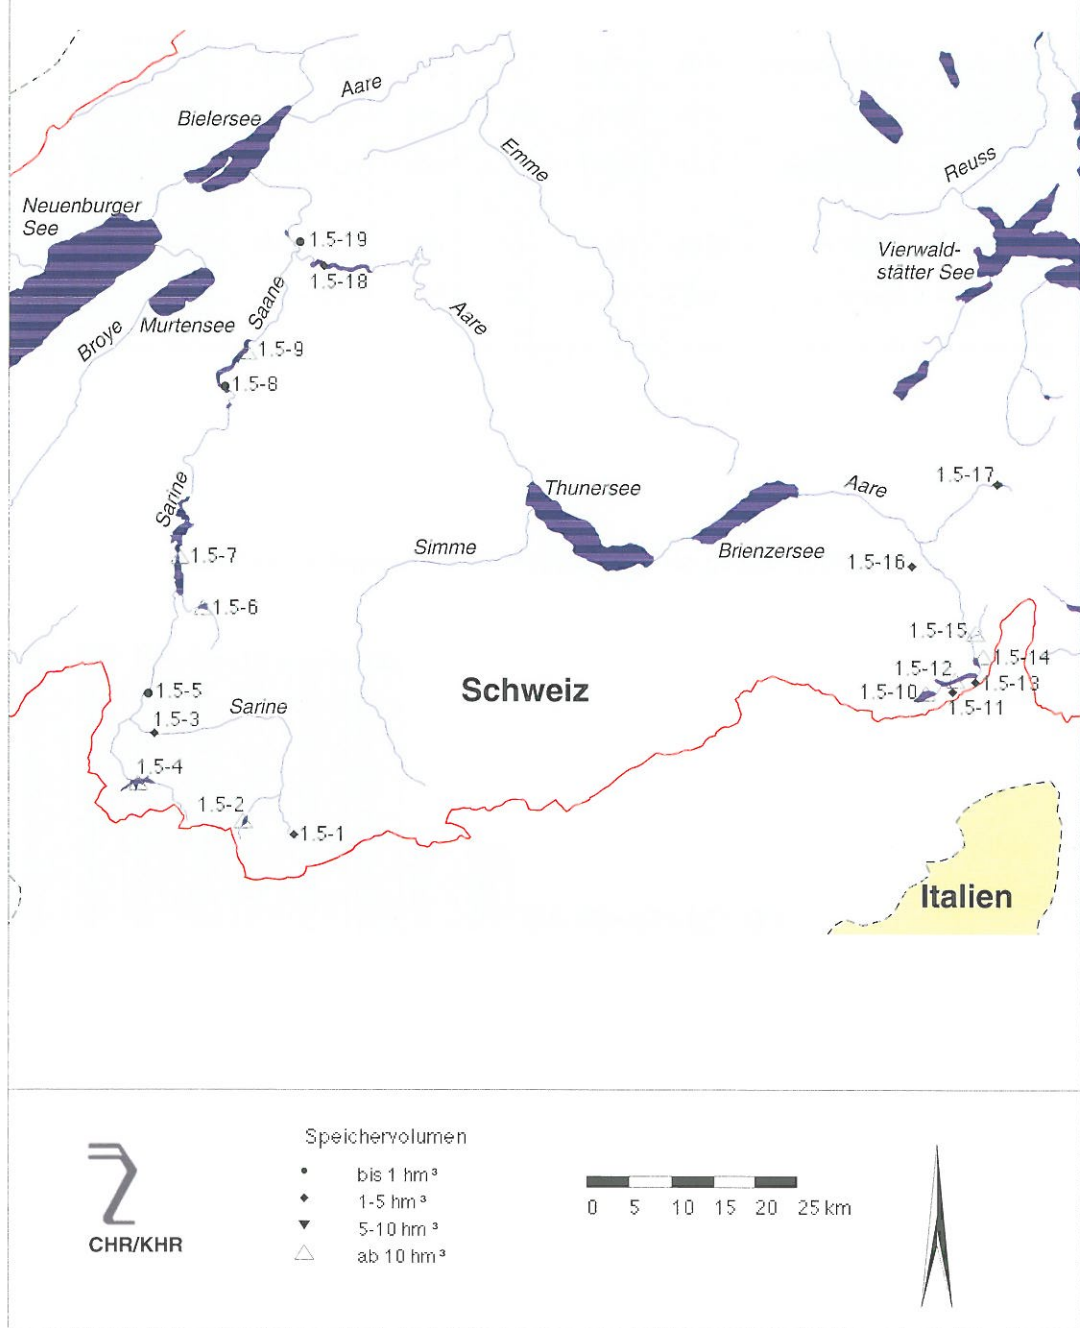 Aare
Bielersee
Emme
Reuss
Neuenburger
See
1.5-19
Vierwald-
stätter See
1.5-18
Saane
Aare
Murtensee
Broye
1.5-9
1.5-8
1.5-17
Aare
Thunersee
Sarine
Simme
Brienzersee
1.5-7
1.5-16
1.5-6
1.5-15
1.5-14
1.5-12
1.5-13
1.5-10
1.5-11
Schweiz
1.5-5
Sarine
1.5-3
1.5-4
1.5-2
1.5-1
Italien
Speichervolumen
bis 1 hm³
1-5 hm³
5-10 hm³
ab 10 hm³
0 5 10 15 20 25 km
CHR/KHR